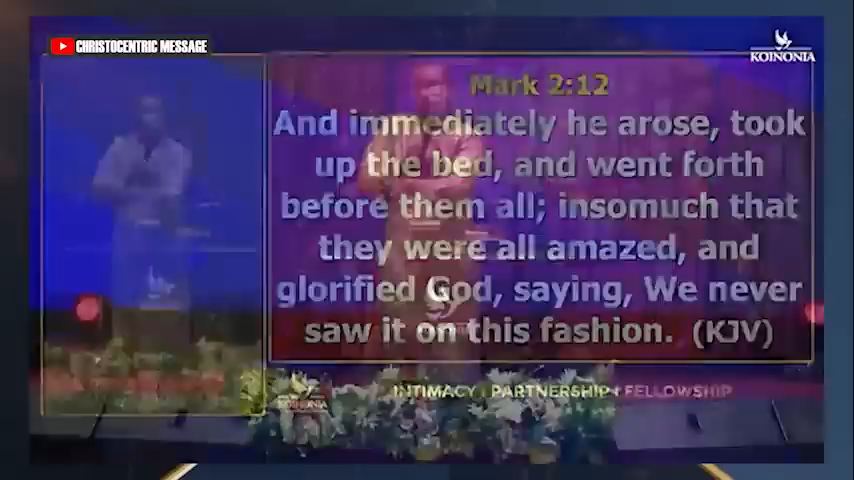 CHRISTOCENTRIC MESSAGE
KOINONIA
Mark 2:12
And immediately he arose, took
up the bed, and went forth
before them all; insomuch that
they were all amazed, and
glorified God, saying, We never
saw it on this fashion. (KJV)
INTIMACY | PARTNERSHIP | FELLOWSHIP
KOINONIA